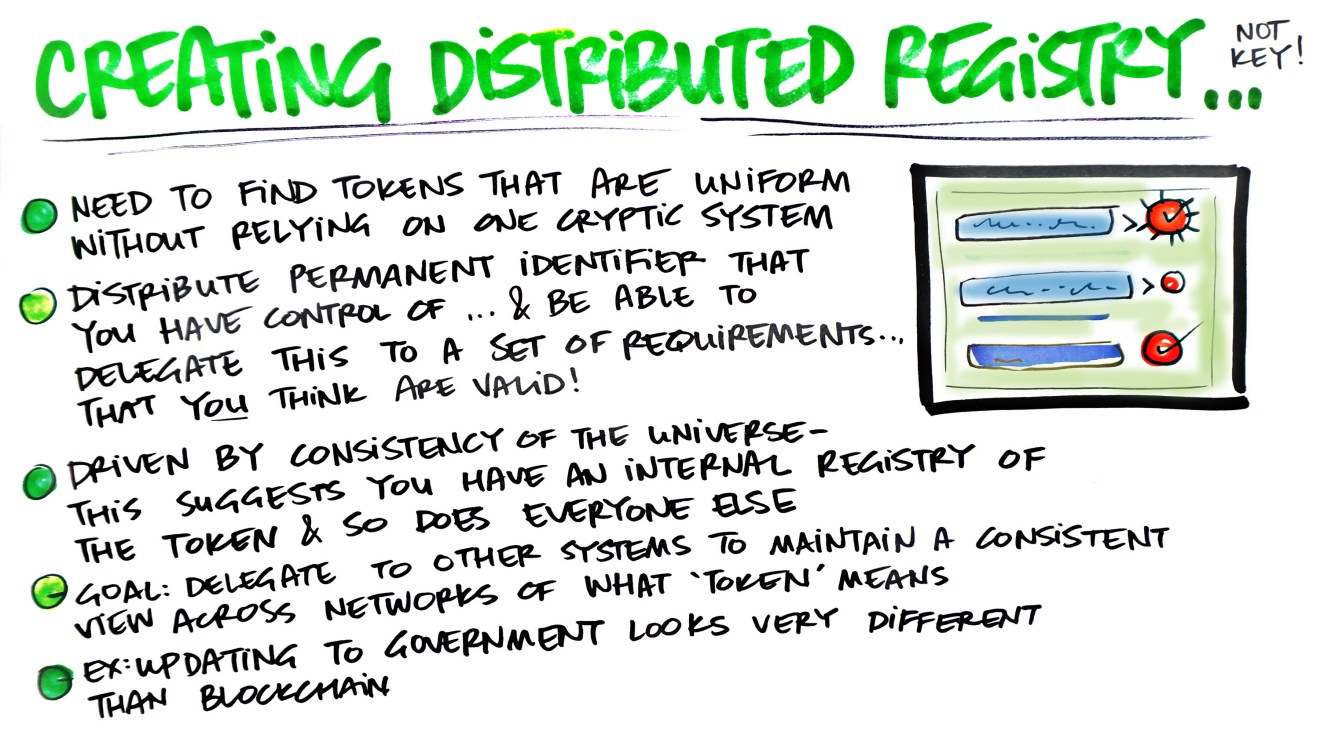 CREATING DISTRIBUTED REGISTRY...
NOT
KEY!
NEED TO FIND TOKENS THAT ARE UNIFORM
WITHOUT RELYING ON ONE CRYPTIC SYSTEM
DISTRIBUTE PERMANENT IDENTIFIER THAT
YOU HAVE CONTROL OF ... & BE ABLE TO
DELEGATE THIS TO A SET OF REQUIREMENTS...
THAT YOU THINK ARE VALID!
DRIVEN BY CONSISTENCY OF THE UNIVERSE-
THIS SUGGESTS YOU HAVE AN INTERNAL REGISTRY OF
THE TOKEN & SO DOES EVERYONE ELSE
GOAL: DELEGATE TO OTHER SYSTEMS TO MAINTAIN A CONSISTENT
VIEW ACROSS NETWORKS OF WHAT 'TOKEN' MEANS
EX: UPDATING TO GOVERNMENT LOOKS VERY DIFFERENT
THAN BLOCKCHAIN